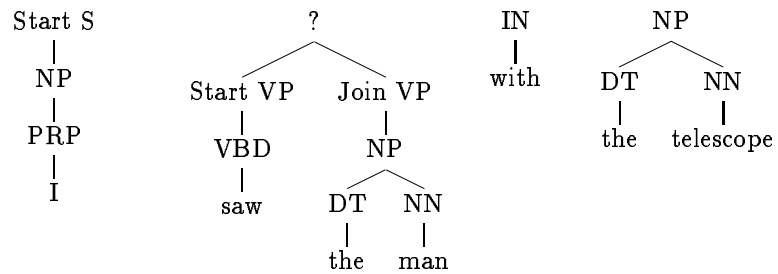 Start S ? IN NP
NP Start VP Join VP with DT NN
PRP VBD NP the telescope
I saw DT NN
the man